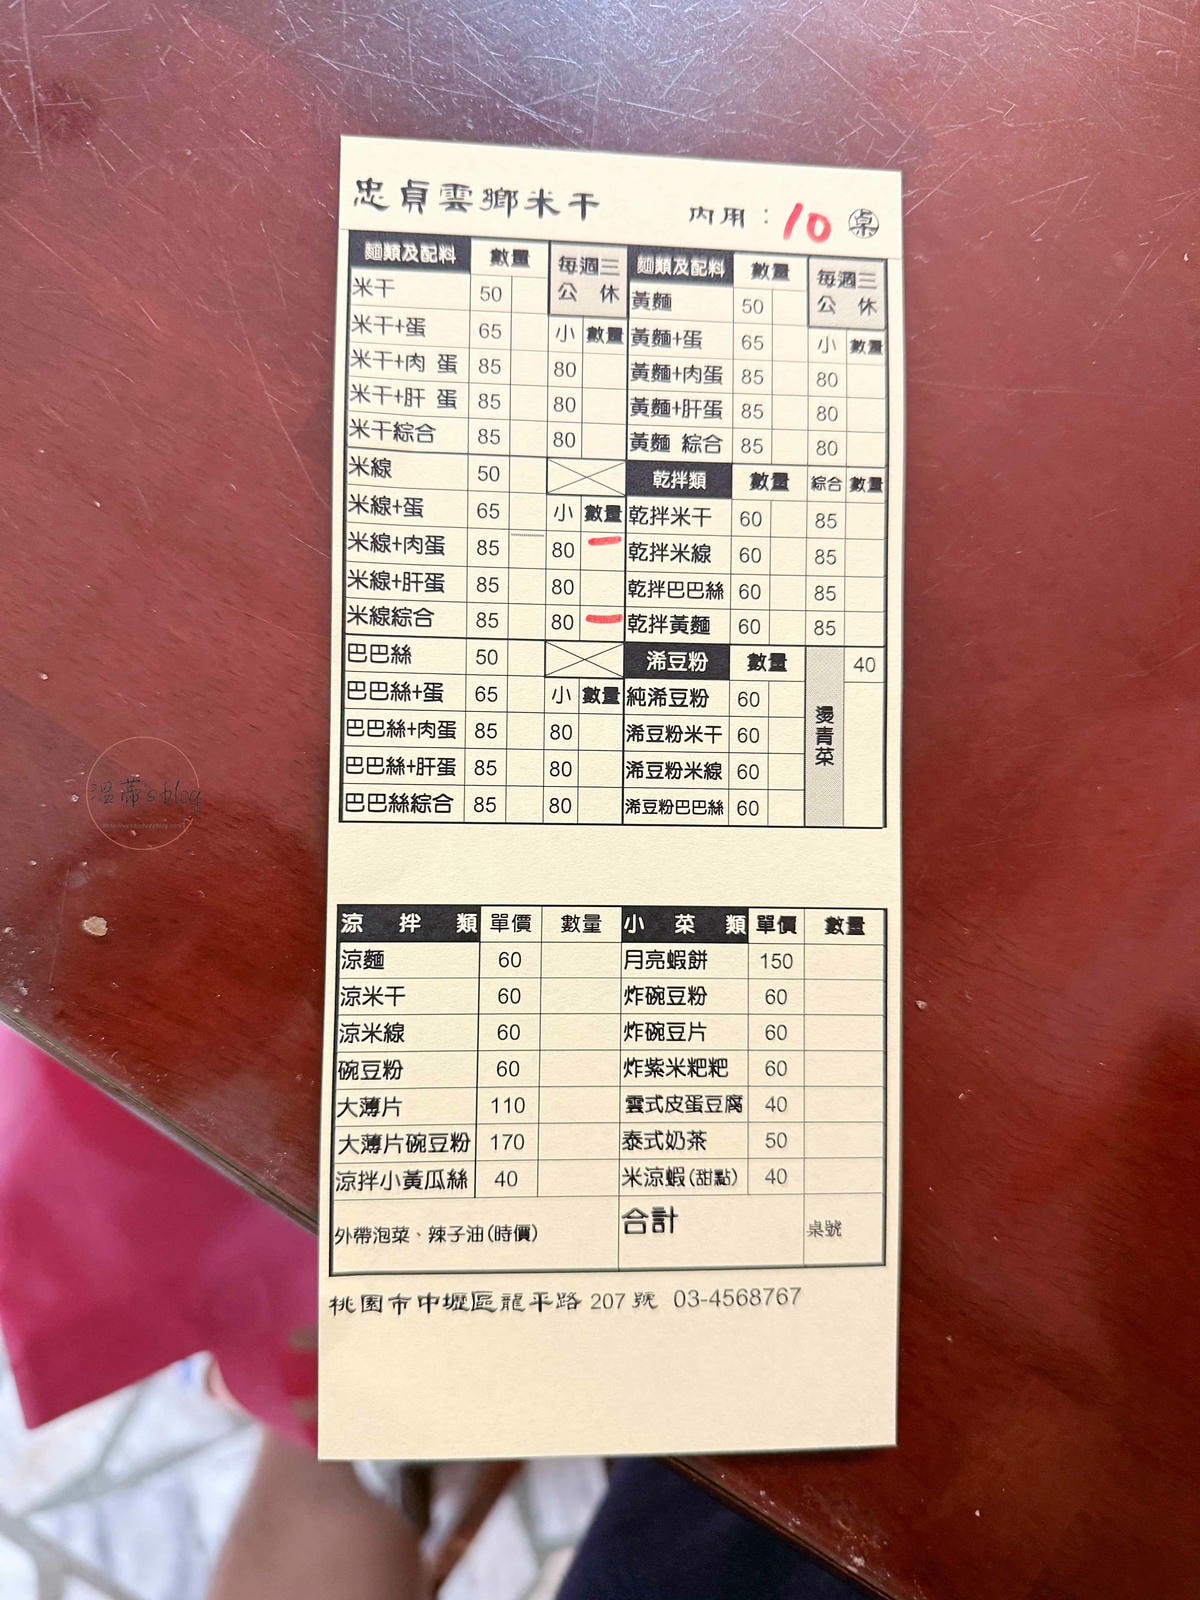 忠貞雲鄉米干 內用：10 桌
麵類及配料 數量 每週三公休 麵類及配料 數量 每週三公休
米干 50 黃麵 50
米干+蛋 65 小 數量 黃麵+蛋 65 小 數量
米干+肉 蛋 85 80 黃麵+肉蛋 85 80
米干+肝 蛋 85 80 黃麵+肝蛋 85 80
米干綜合 85 80 黃麵 綜合 85 80
米線 50 乾拌類 數量 綜合 數量
米線+蛋 65 小 數量 乾拌米干 60 85
米線+肉蛋 85 80 乾拌米線 60 85
米線+肝蛋 85 80 乾拌巴巴絲 60 85
米線綜合 85 80 乾拌黃麵 60 85
巴巴絲 50 浠豆粉 數量 燙青菜 40
巴巴絲+蛋 65 小 數量 純浠豆粉 60
巴巴絲+肉蛋 85 80 浠豆粉米干 60
巴巴絲+肝蛋 85 80 浠豆粉米線 60
巴巴絲綜合 85 80 浠豆粉巴巴絲 60
溫蒂's blog
涼拌類 單價 數量 小菜類 單價 數量
涼麵 60 月亮蝦餅 150
涼米干 60 炸碗豆粉 60
涼米線 60 炸碗豆片 60
碗豆粉 60 炸紫米粑粑 60
大薄片 110 雲式皮蛋豆腐 40
大薄片碗豆粉 170 泰式奶茶 50
涼拌小黃瓜絲 40 米涼蝦(甜點) 40
外帶泡菜、辣子油(時價) 合計 桌號
桃園市中壢區龍平路 207 號 03-4568767